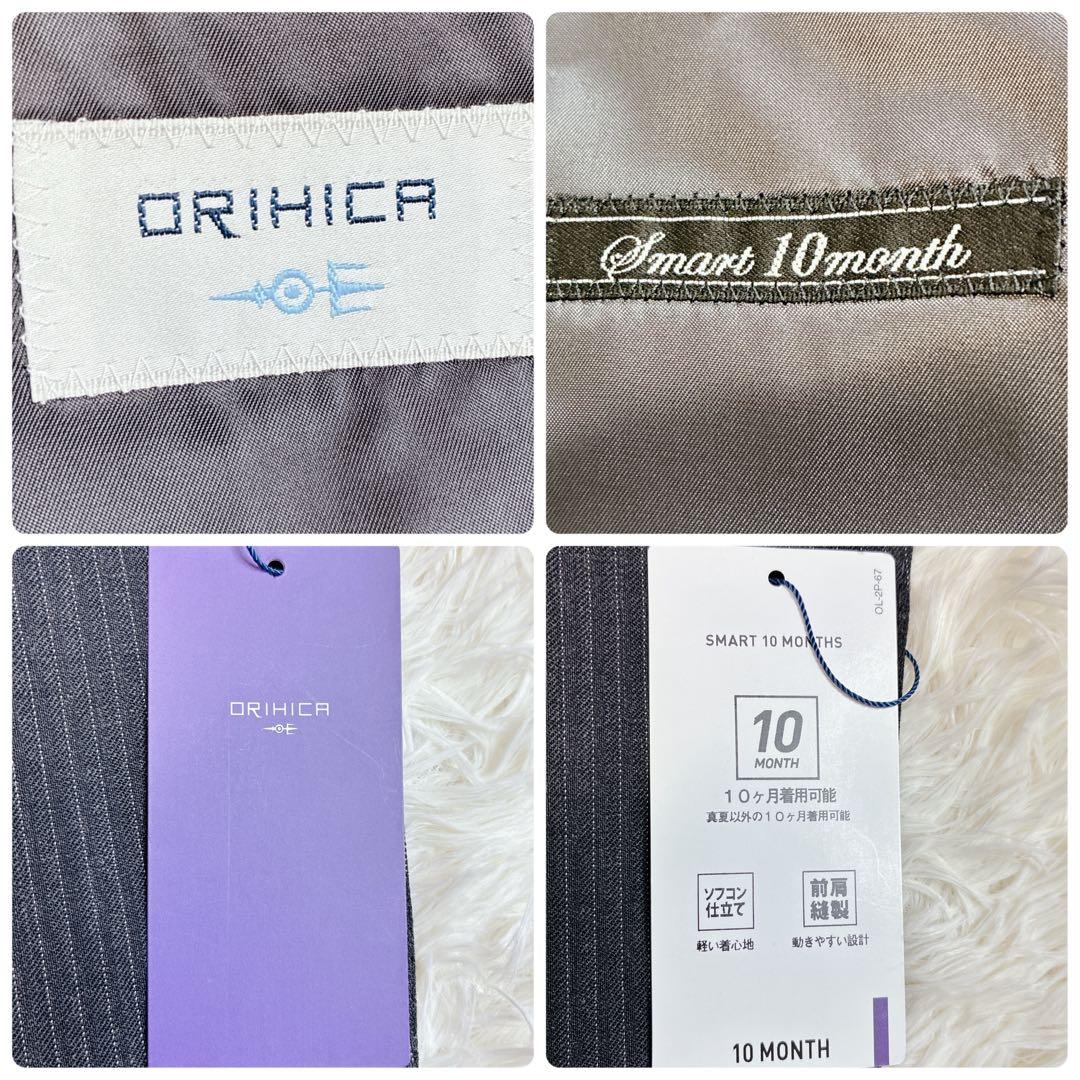 ORIHICA
Smart 10month
ORIHICA
OL-2P-67
SMART 10 MONTHS
10
MONTH
10ヶ月着用可能
真夏以外の10ヶ月着用可能
ソフコン
仕立て
軽い着心地
前肩
縫製
動きやすい設計
10 MONTH